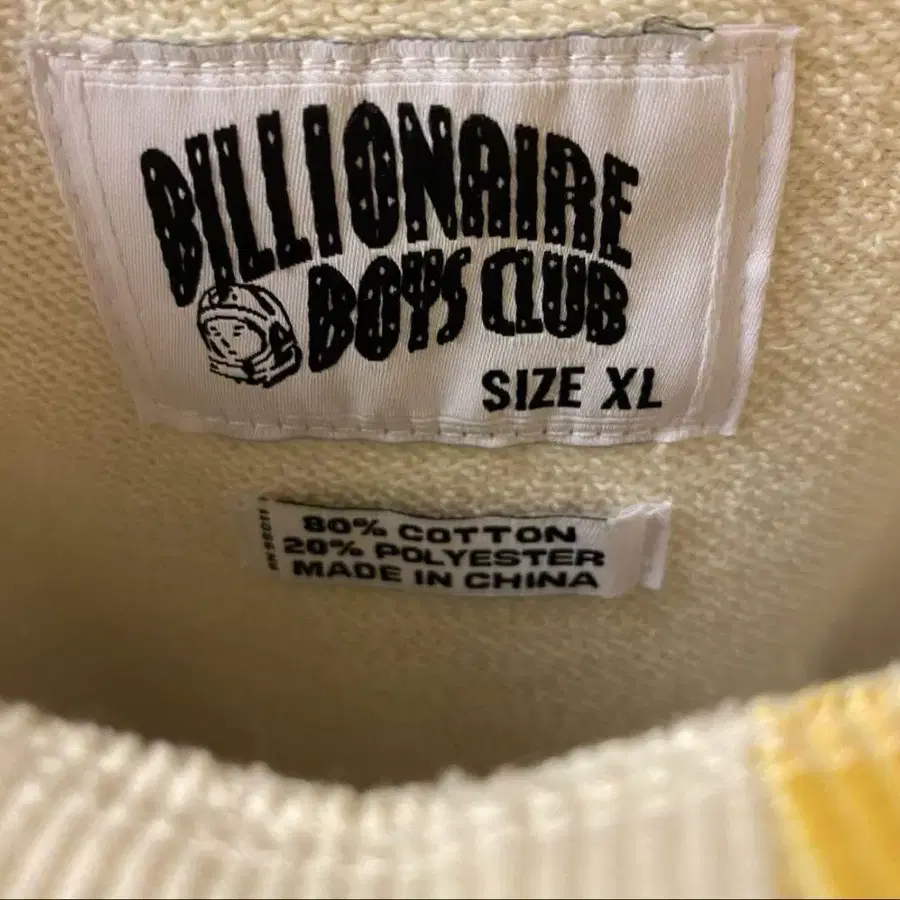 BILLIONAIRE
BOYS CLUB
SIZE XL
80% COTTON
20% POLYESTER
MADE IN CHINA